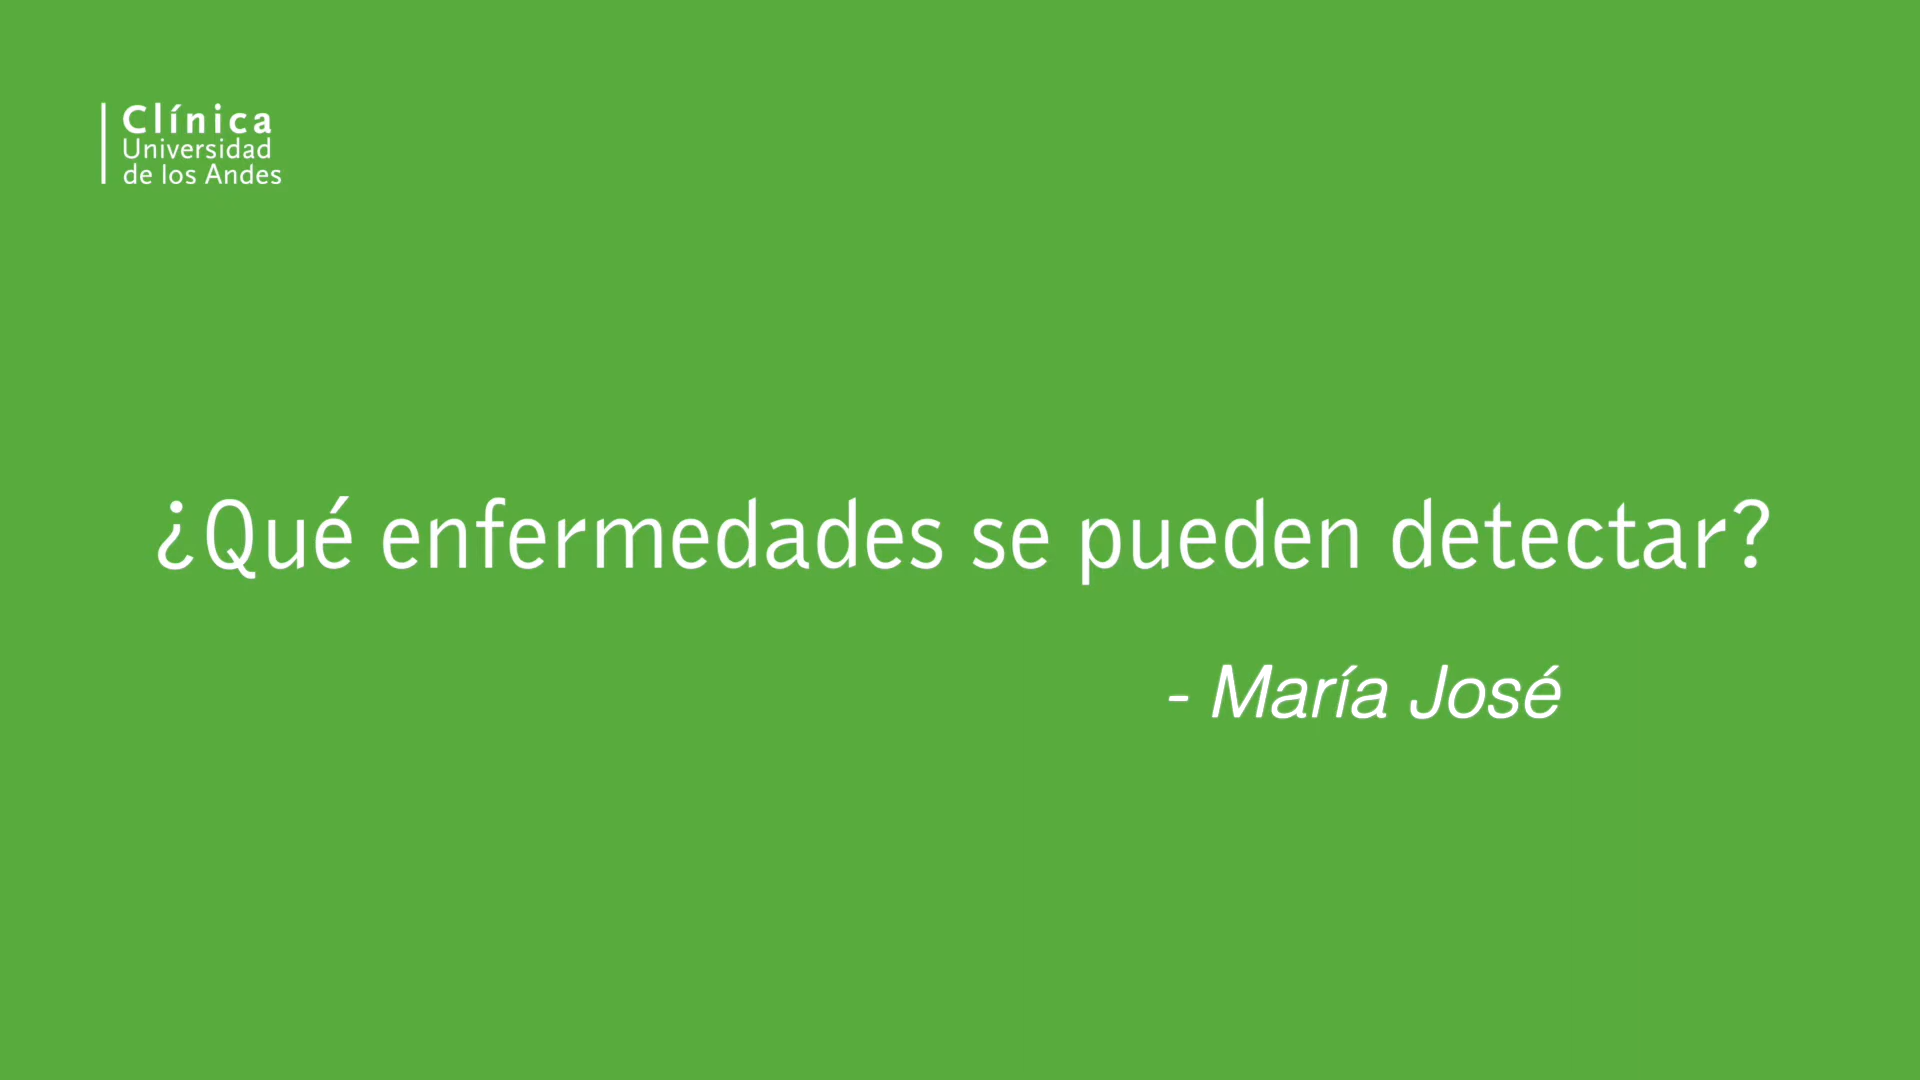 Clínica
Universidad
de los Andes
¿Qué enfermedades se pueden detectar?
- María José